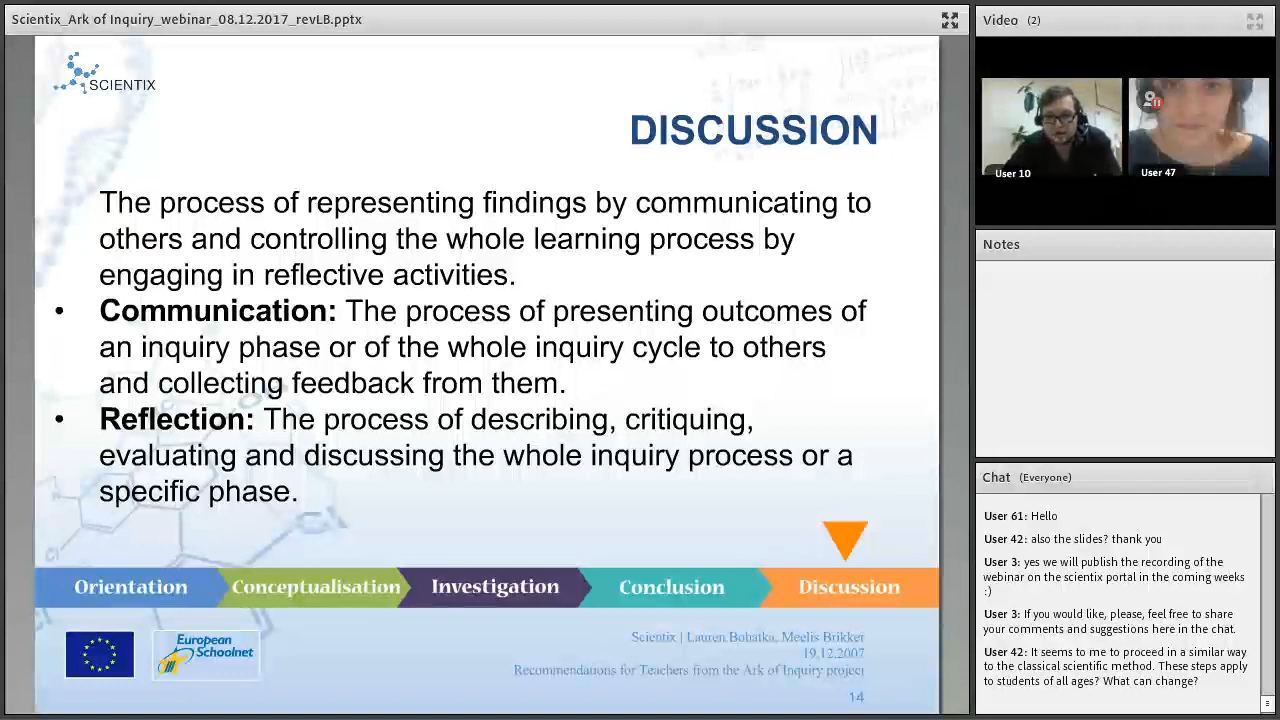 Scientix_Ark of Inquiry_webinar_08.12.2017_revLB.pptx
SCIENTIX
DISCUSSION
The process of representing findings by communicating to
others and controlling the whole learning process by
engaging in reflective activities.
• Communication: The process of presenting outcomes of
an inquiry phase or of the whole inquiry cycle to others
and collecting feedback from them.
• Reflection: The process of describing, critiquing,
evaluating and discussing the whole inquiry process or a
specific phase.
Orientation Conceptualisation Investigation Conclusion Discussion
European
Schoolnet
Scientix | Lauren Bohatka, Meelis Brikker
19.12.2007
Recommendations for Teachers from the Ark of Inquiry project
14
Video (2)
User 10
User 47
Notes
Chat (Everyone)
User 61: Hello
User 42: also the slides? thank you
User 3: yes we will publish the recording of the
webinar on the scientix portal in the coming weeks
:)
User 3: If you would like, please, feel free to share
your comments and suggestions here in the chat.
User 42: It seems to me to proceed in a similar way
to the classical scientific method. These steps apply
to students of all ages? What can change?